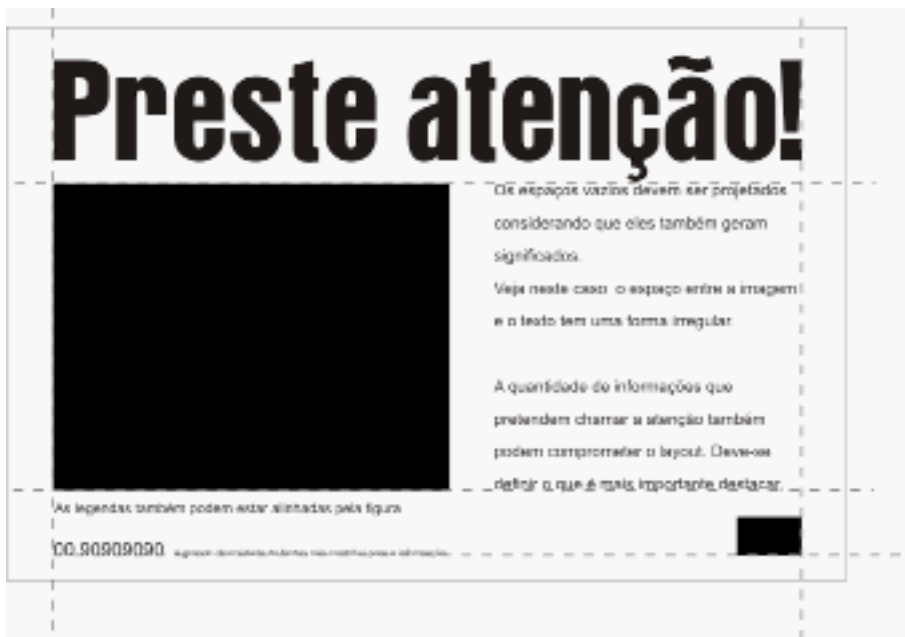 Preste atenção!
Os espaços vazios devem ser projetados
considerando que eles também geram
significados.
Veja neste caso o espaço entre a imagem
e o texto tem uma forma irregular.
A quantidade de informações que
pretendem chamar a atenção também
podem comprometer o layout. Deve-se
definir o que é mais importante destacar.
As legendas também podem estar alinhadas pela figura
00.90909090